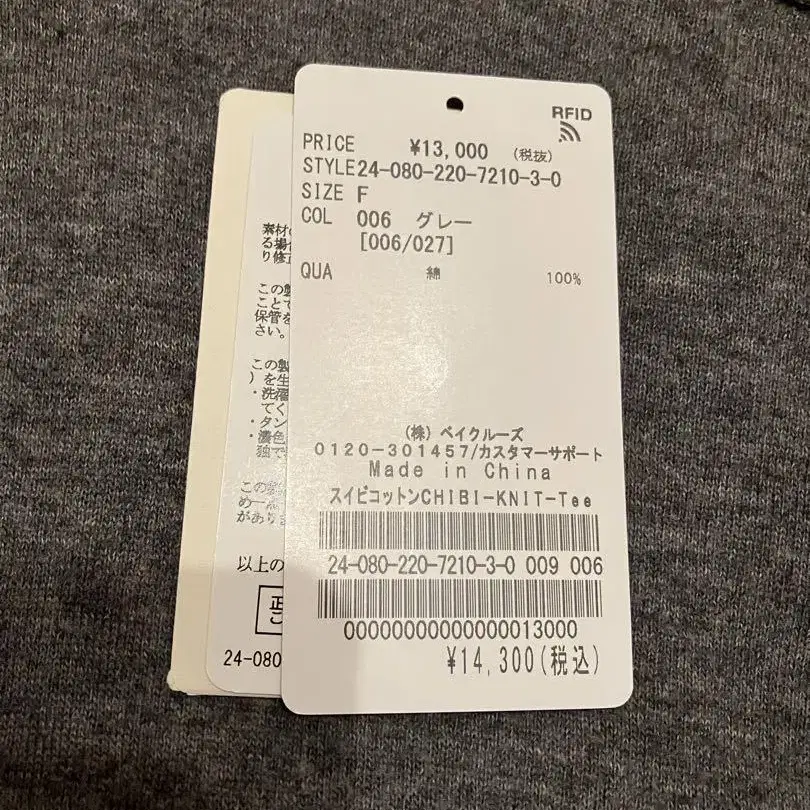 RFID
PRICE ¥13,000 (税抜)
STYLE24-080-220-7210-3-0
SIZE F
COL 006 グレー
[006/027]
QUA 綿 100%
(株) ベイクルーズ
0120-301457/カスタマーサポート
Made in China
スイビコットンCHIBI-KNIT-Tee
24-080-220-7210-3-0 009 006
00000000000000013000
¥14,300(税込)
素材の
る場合
り修正
この製
ことで
保管を
さい。
この製
) を生
・洗濯
てく
・タン
・濃色
独で
この製
め一点
があり
以上の
24-080